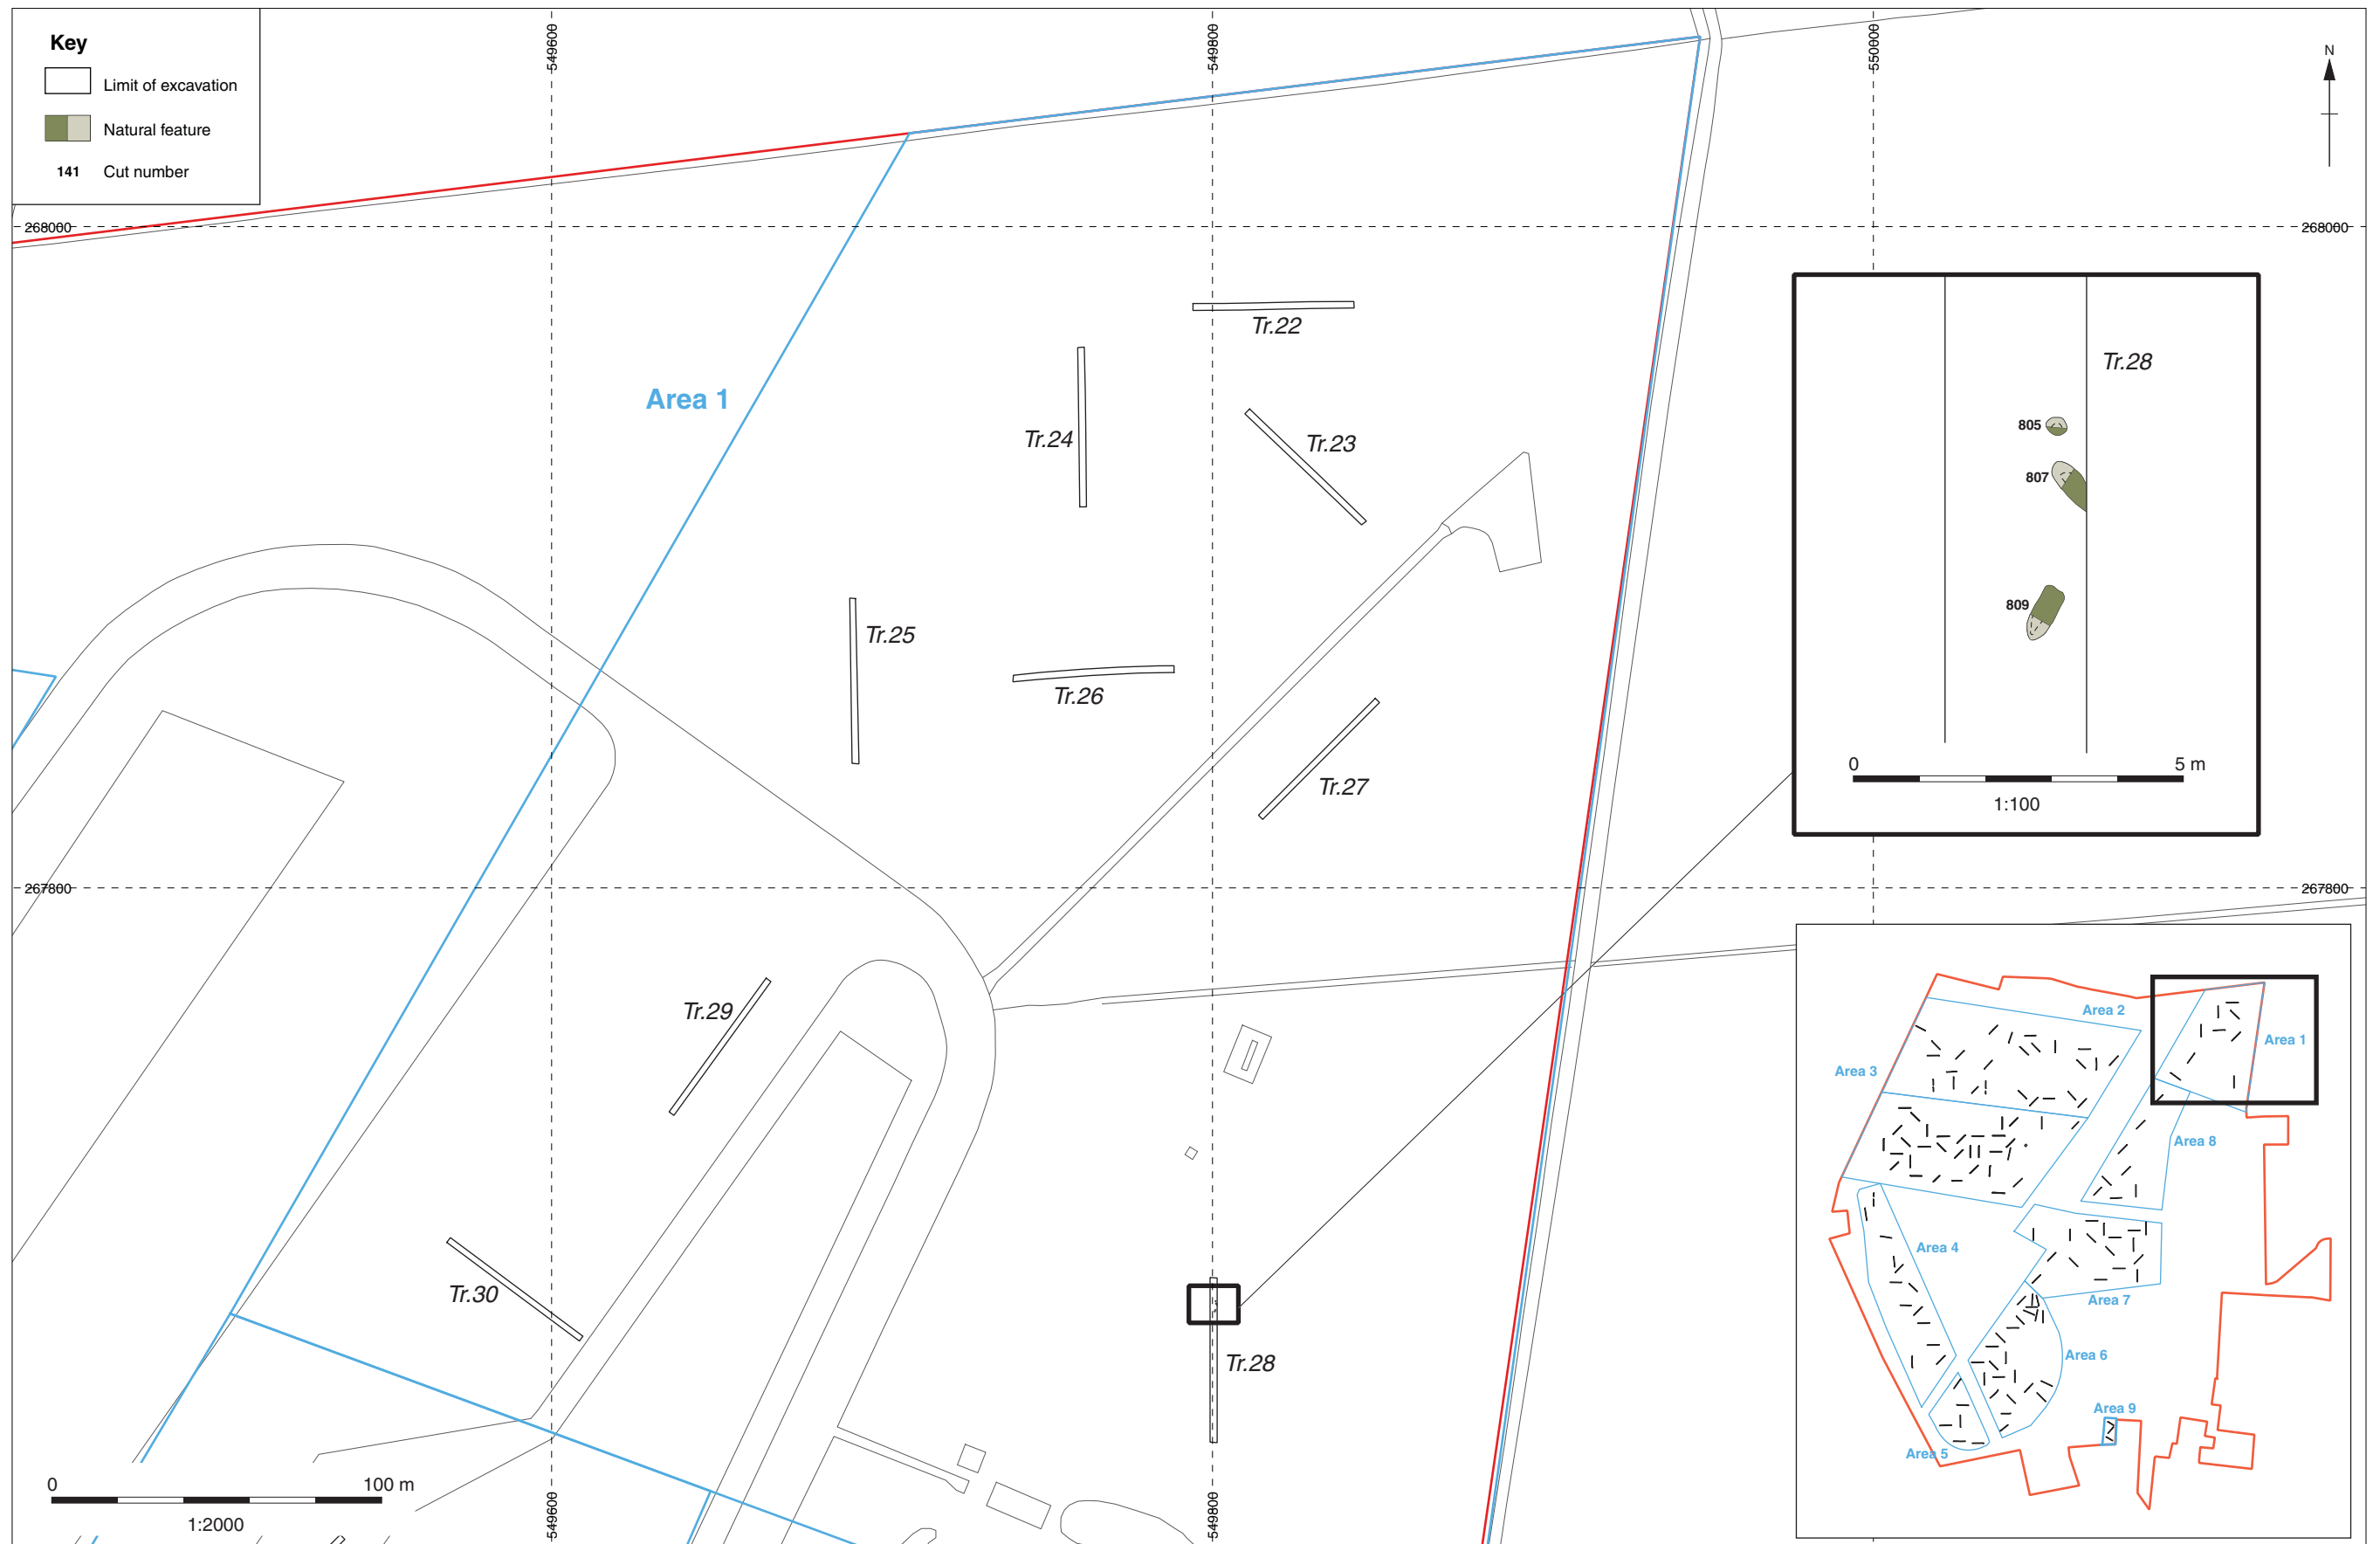 Key
Limit of excavation
Natural feature
141 Cut number
549600
549800
550000
N
268000
268000
Area 1
Tr.22
Tr.24
Tr.23
Tr.25
Tr.26
Tr.27
Tr.28
805
807
809
0 5 m
1:100
267800
267800
Tr.29
Tr.30
Tr.28
Area 2
Area 1
Area 3
Area 8
Area 4
Area 7
Area 6
Area 9
Area 5
0 100 m
1:2000
549600
549800